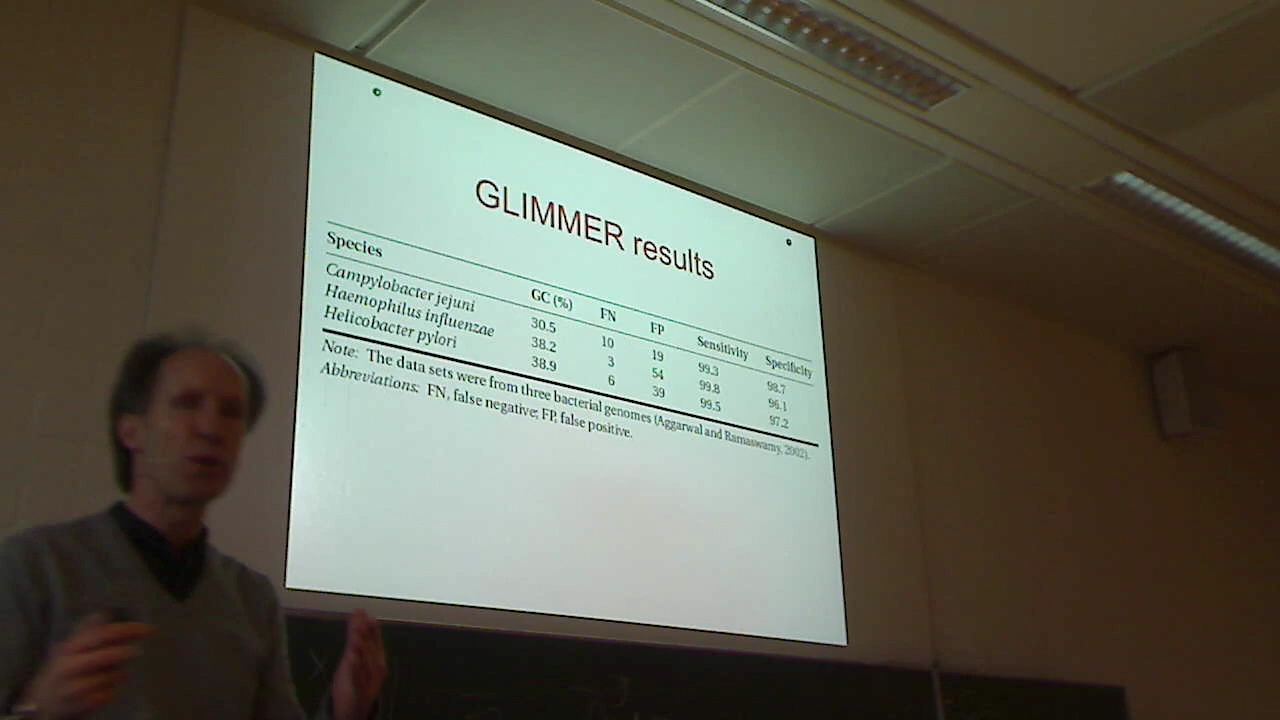 GLIMMER results
Species GC (%) FN FP Sensitivity Specificity
Campylobacter jejuni 30.5 10 19 99.3 98.7
Haemophilus influenzae 38.2 3 54 99.8 96.1
Helicobacter pylori 38.9 6 39 99.5 97.2
Note: The data sets were from three bacterial genomes (Aggarwal and Ramaswamy, 2002).
Abbreviations: FN, false negative; FP, false positive.